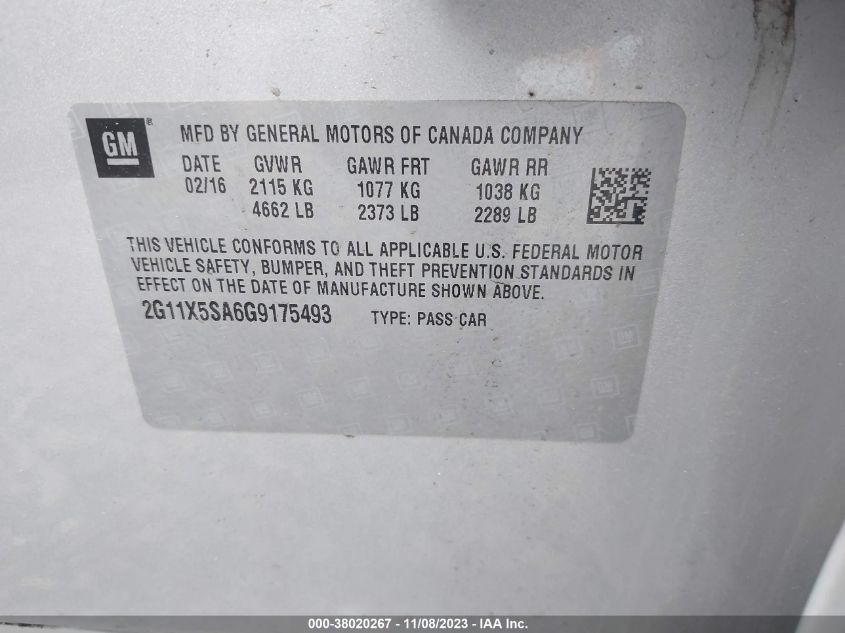 GM ®
MFD BY GENERAL MOTORS OF CANADA COMPANY
DATE GVWR GAWR FRT GAWR RR
02/16 2115 KG 1077 KG 1038 KG
4662 LB 2373 LB 2289 LB
THIS VEHICLE CONFORMS TO ALL APPLICABLE U.S. FEDERAL MOTOR
VEHICLE SAFETY, BUMPER, AND THEFT PREVENTION STANDARDS IN
EFFECT ON THE DATE OF MANUFACTURE SHOWN ABOVE.
2G11X5SA6G9175493 TYPE: PASS CAR
000-38020267 - 11/08/2023 - IAA Inc.